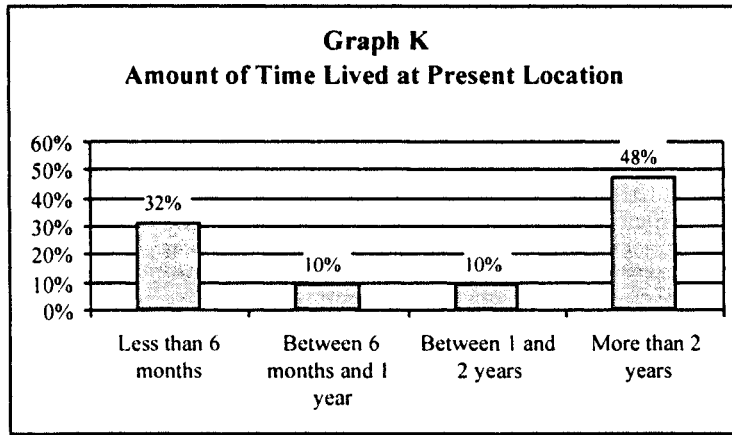 Graph K
Amount of Time Lived at Present Location
60%
50%
40%
30%
20%
10%
0%
32%
10%
10%
48%
Less than 6
months
Between 6
months and 1
year
Between 1 and
2 years
More than 2
years